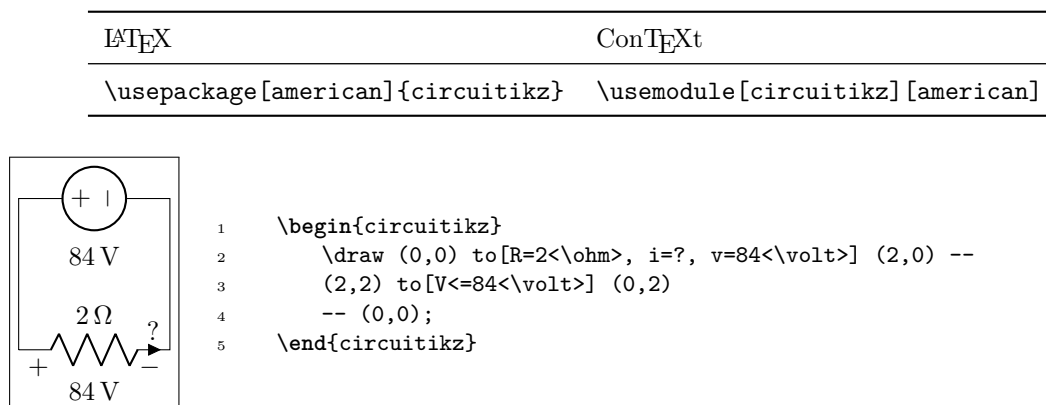 LATEX ConTEXt
\usepackage[american]{circuitikz} \usemodule[circuitikz][american]
+ −
84 V
2 Ω
?
+ −
84 V
1 \begin{circuitikz}
2 \draw (0,0) to[R=2<\ohm>, i=?, v=84<\volt>] (2,0) --
3 (2,2) to[V<=84<\volt>] (0,2)
4 -- (0,0);
5 \end{circuitikz}